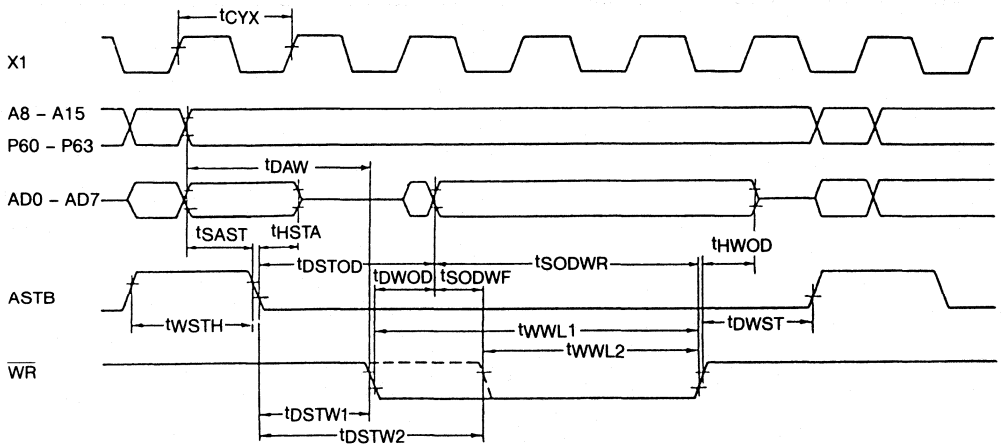 tCYX
X1
A8 – A15
P60 – P63
tDAW
AD0 – AD7
tSAST tHSTA tHWOD
tDSTOD tSODWR
tDWOD tSODWF
ASTB
tWSTH tWWL1 tDWST
tWWL2
WR
tDSTW1
tDSTW2